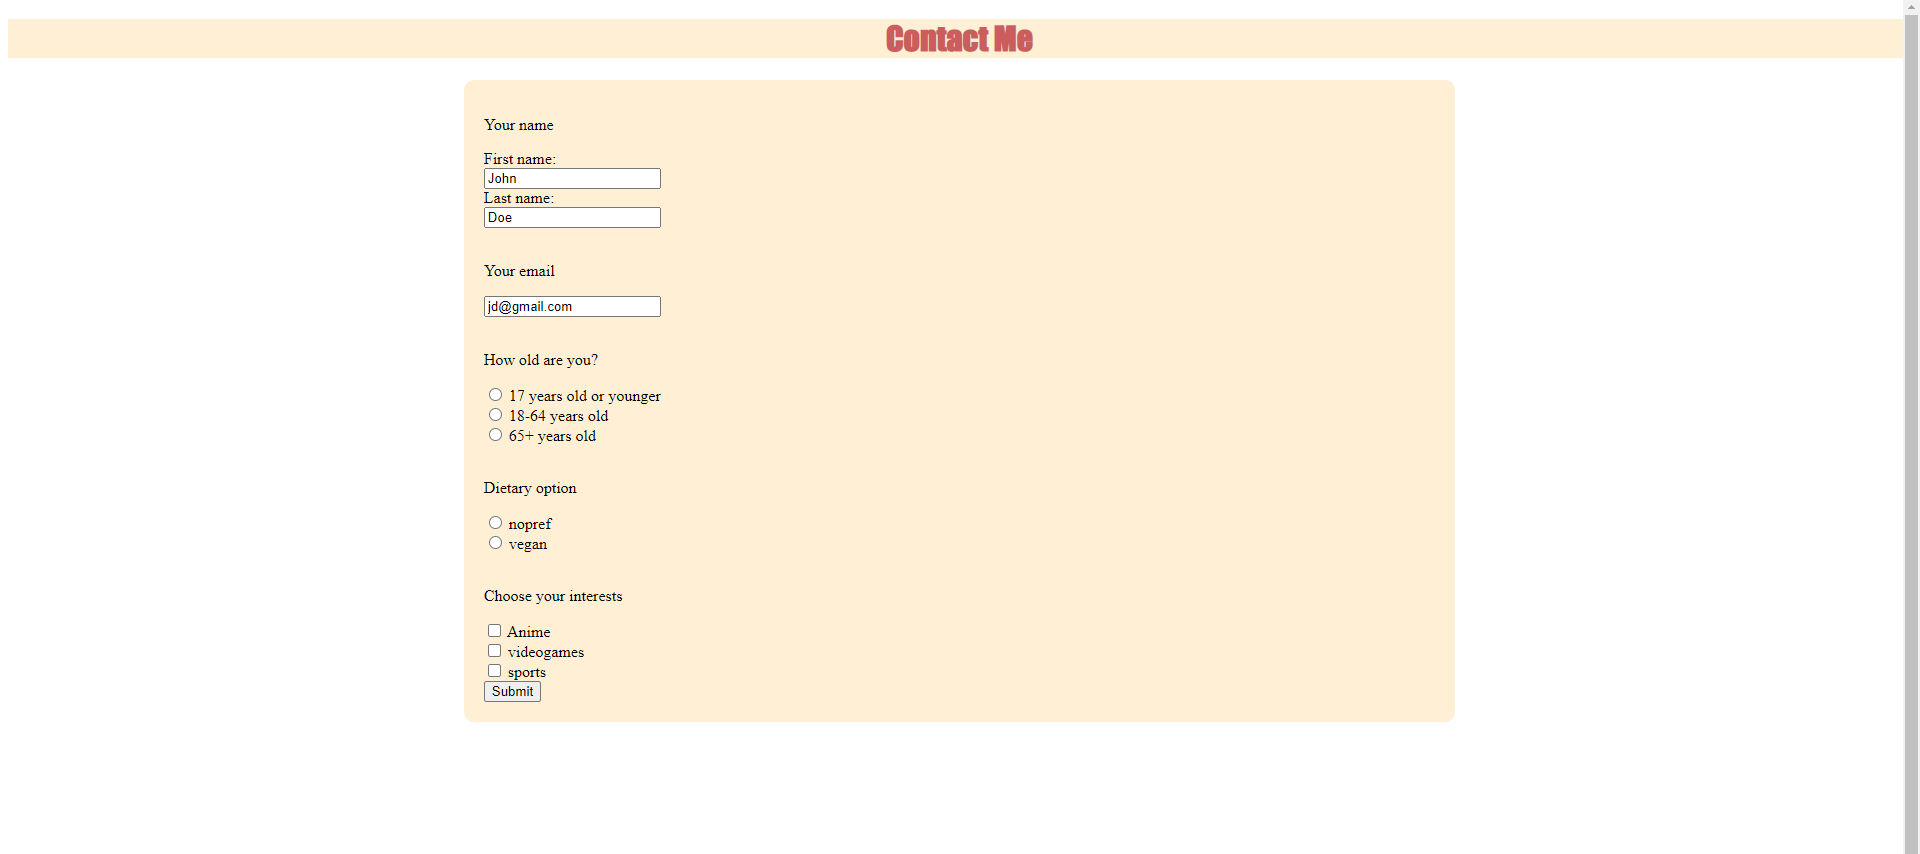 Contact Me
Your name
First name:
John
Last name:
Doe
Your email
jd@gmail.com
How old are you?
17 years old or younger
18-64 years old
65+ years old
Dietary option
nopref
vegan
Choose your interests
Anime
videogames
sports
Submit